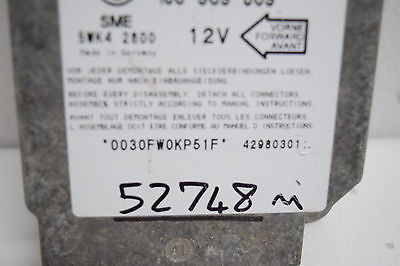 SME
5WK4 2800
Made in Germany
12V
VORNE
FORWARD
AVANT
VOR JEDER DEMONTAGE ALLE STECKVERBINDUNGEN LOESEN
MONTAGE NUR NACH EINBAUANWEISUNG
BEFORE EVERY DISASSEMBLY, DETACH ALL CONNECTORS.
ASSEMBLE STRICTLY ACCORDING TO MANUAL INSTRUCTIONS.
AVANT TOUT DEMONTAGE ENLEVER TOUS LES CONNECTEURS.
L ASSEMBLAGE DOIT ETRE CONFORME AU MANUEL D'INSTRUCTIONS.
*0030FW0KP51F* 42980301
52748 m